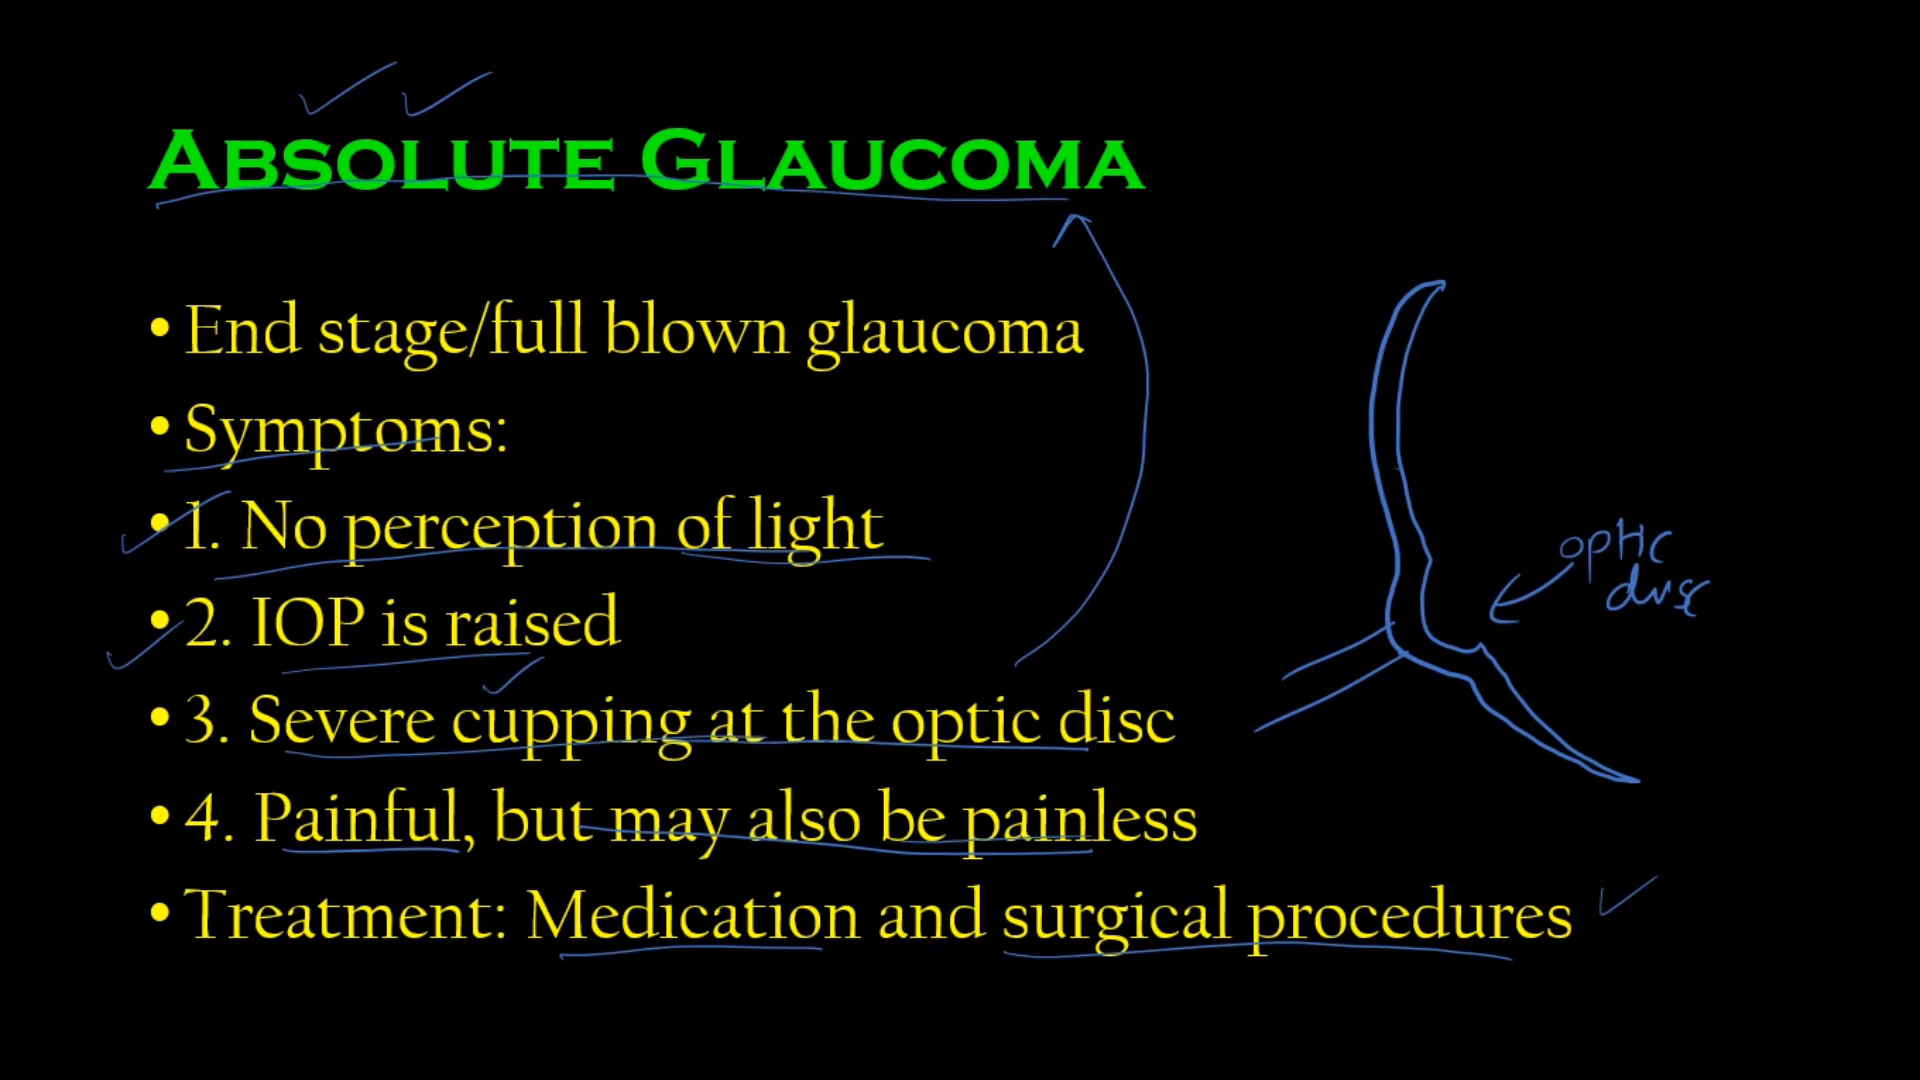 ABSOLUTE GLAUCOMA
• End stage/full blown glaucoma
• Symptoms:
• 1. No perception of light
• 2. IOP is raised
• 3. Severe cupping at the optic disc
• 4. Painful, but may also be painless
• Treatment: Medication and surgical procedures
optic
disc